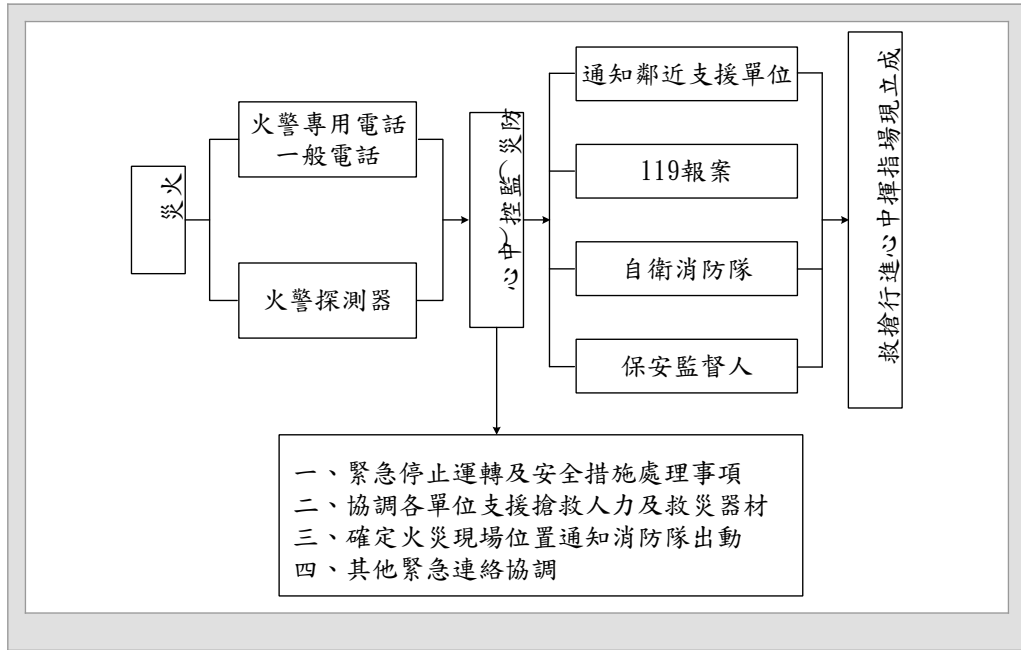 火災
火警專用電話
一般電話
火警探測器
防災(監控)中心
通知鄰近支援單位
119報案
自衛消防隊
保安監督人
成立現場指揮中心進行搶救
一、緊急停止運轉及安全措施處理事項
二、協調各單位支援搶救人力及救災器材
三、確定火災現場位置通知消防隊出動
四、其他緊急連絡協調